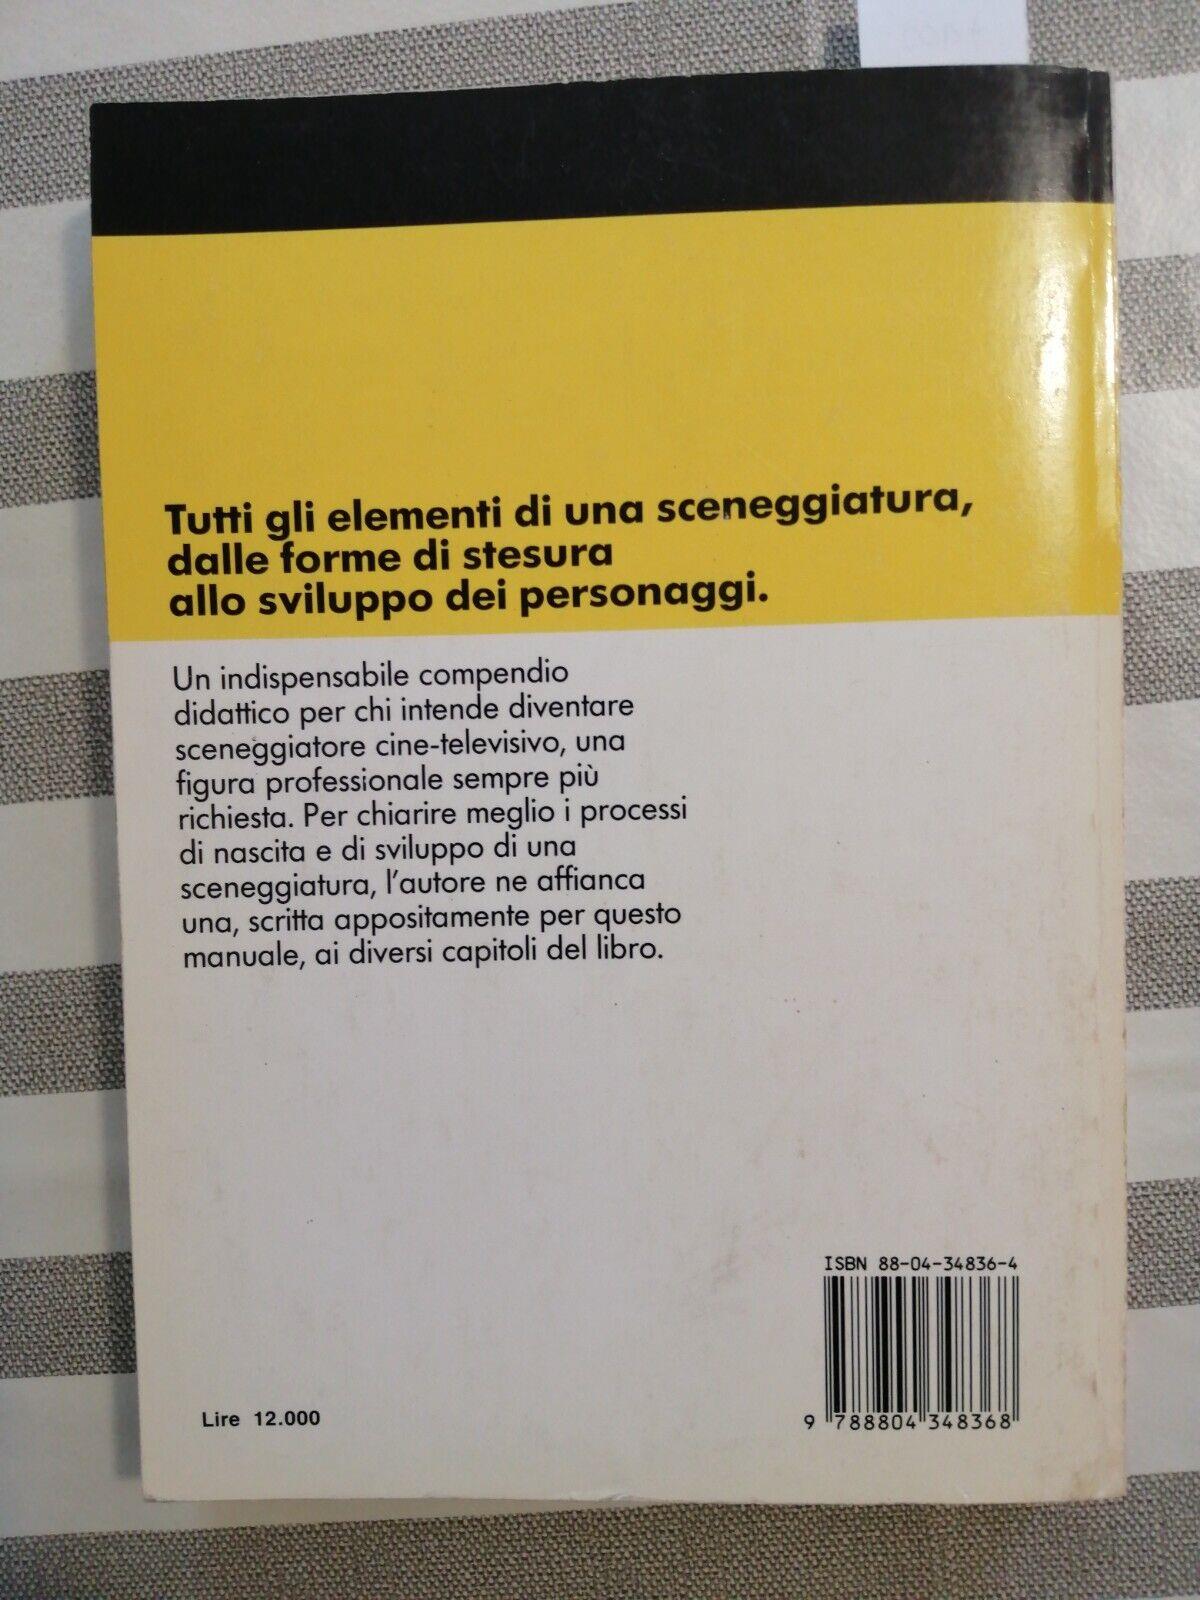 Tutti gli elementi di una sceneggiatura,
dalle forme di stesura
allo sviluppo dei personaggi.
Un indispensabile compendio
didattico per chi intende diventare
sceneggiatore cine-televisivo, una
figura professionale sempre più
richiesta. Per chiarire meglio i processi
di nascita e di sviluppo di una
sceneggiatura, l'autore ne affianca
una, scritta appositamente per questo
manuale, ai diversi capitoli del libro.
ISBN 88-04-34836-4
Lire 12.000
9 788804 348368